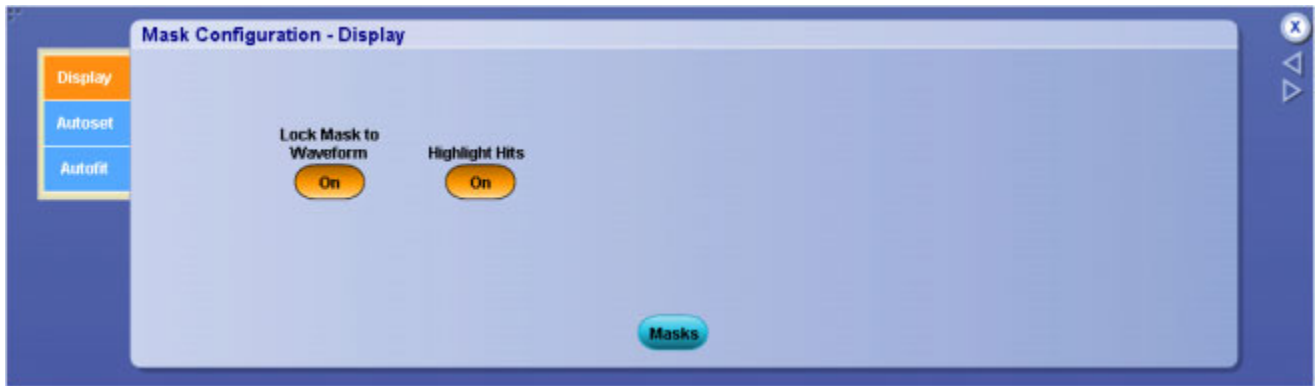 Mask Configuration - Display
X
Display
Autoset
Autofit
Lock Mask to
Waveform
On
Highlight Hits
On
Masks